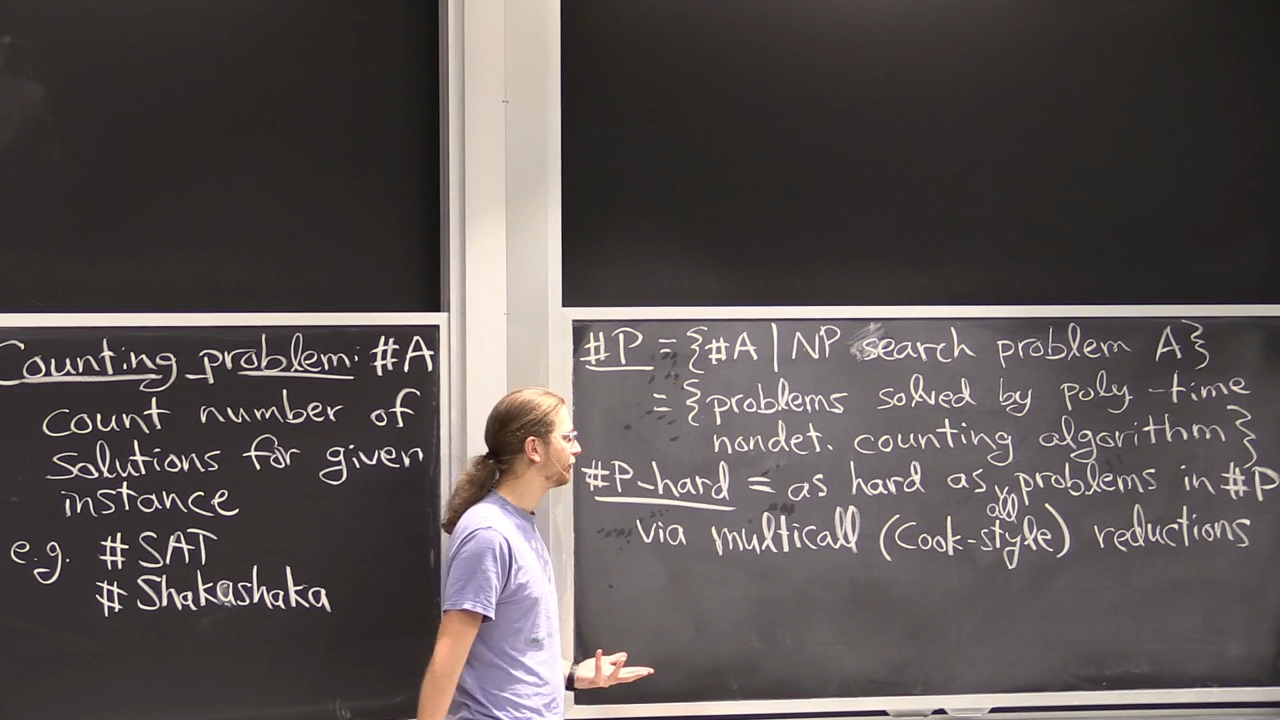 Counting problem: #A
count number of
solutions for given
instance
e.g. #SAT
#Shakashaka
#P = {#A | NP search problem A}
= {problems solved by poly-time
nondet. counting algorithm}
#P-hard = as hard as all problems in #P
via multicall (Cook-style) reductions